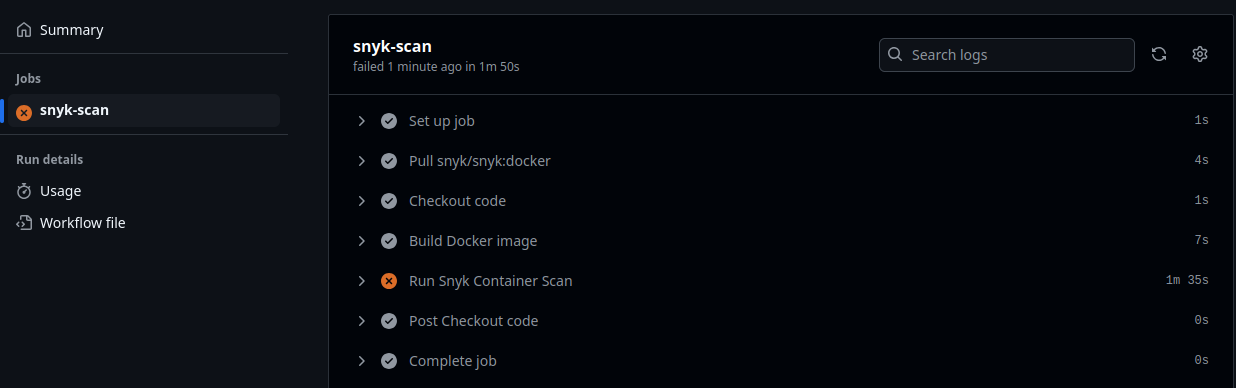 Summary
Jobs
snyk-scan
Run details
Usage
Workflow file
snyk-scan
failed 1 minute ago in 1m 50s
Search logs
Set up job 1s
Pull snyk/snyk:docker 4s
Checkout code 1s
Build Docker image 7s
Run Snyk Container Scan 1m 35s
Post Checkout code 0s
Complete job 0s